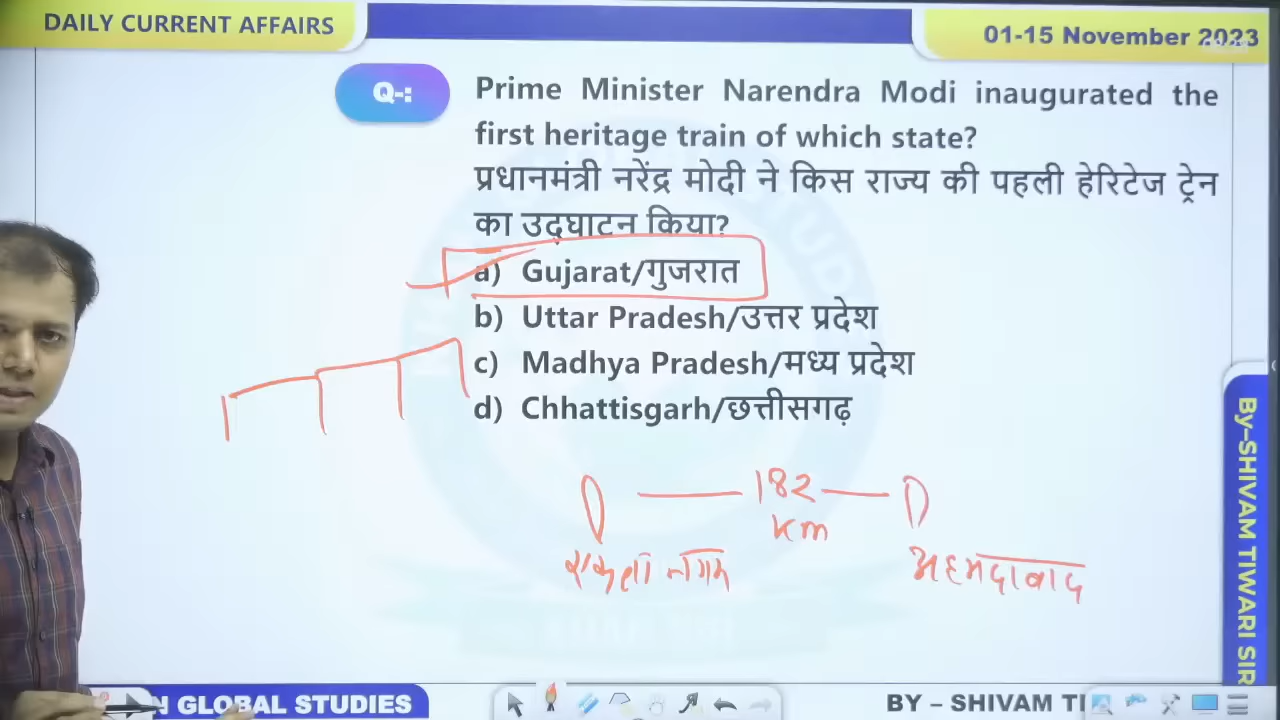 DAILY CURRENT AFFAIRS
01-15 November 2023
Q-:
Prime Minister Narendra Modi inaugurated the
first heritage train of which state?
प्रधानमंत्री नरेंद्र मोदी ने किस राज्य की पहली हेरिटेज ट्रेन
का उद्घाटन किया?
a) Gujarat/गुजरात
b) Uttar Pradesh/उत्तर प्रदेश
c) Madhya Pradesh/मध्य प्रदेश
d) Chhattisgarh/छत्तीसगढ़
182
km
एकता नगर
अहमदाबाद
By–SHIVAM TIWARI SIR
N GLOBAL STUDIES
BY – SHIVAM TI